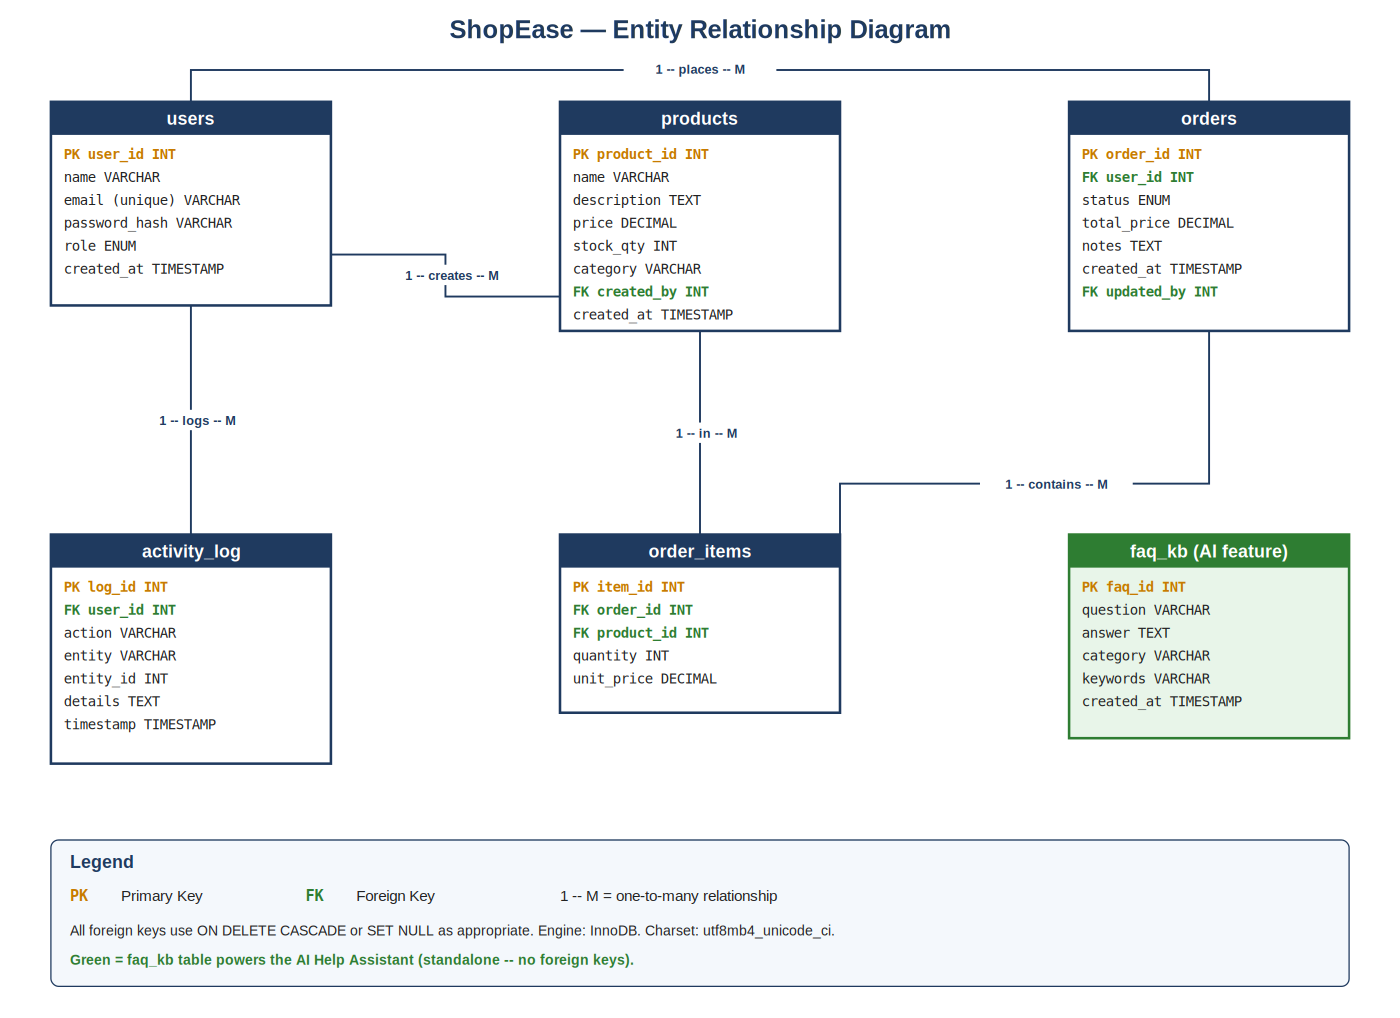 ShopEase — Entity Relationship Diagram
1 -- places -- M
users
PK user_id INT
name VARCHAR
email (unique) VARCHAR
password_hash VARCHAR
role ENUM
created_at TIMESTAMP
1 -- creates -- M
products
PK product_id INT
name VARCHAR
description TEXT
price DECIMAL
stock_qty INT
category VARCHAR
FK created_by INT
created_at TIMESTAMP
orders
PK order_id INT
FK user_id INT
status ENUM
total_price DECIMAL
notes TEXT
created_at TIMESTAMP
FK updated_by INT
1 -- logs -- M
1 -- in -- M
1 -- contains -- M
activity_log
PK log_id INT
FK user_id INT
action VARCHAR
entity VARCHAR
entity_id INT
details TEXT
timestamp TIMESTAMP
order_items
PK item_id INT
FK order_id INT
FK product_id INT
quantity INT
unit_price DECIMAL
faq_kb (AI feature)
PK faq_id INT
question VARCHAR
answer TEXT
category VARCHAR
keywords VARCHAR
created_at TIMESTAMP
Legend
PK Primary Key FK Foreign Key 1 -- M = one-to-many relationship
All foreign keys use ON DELETE CASCADE or SET NULL as appropriate. Engine: InnoDB. Charset: utf8mb4_unicode_ci.
Green = faq_kb table powers the AI Help Assistant (standalone -- no foreign keys).